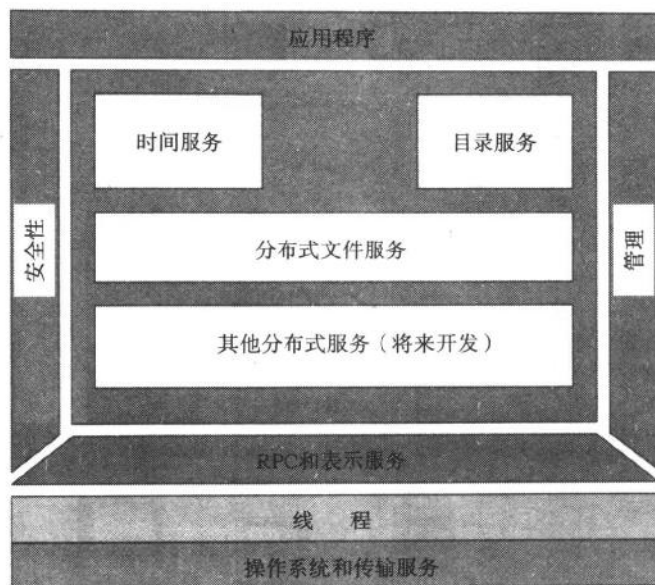 应用程序
时间服务
目录服务
安全性
分布式文件服务
管理
其他分布式服务（将来开发）
RPC和表示服务
线 程
操作系统和传输服务